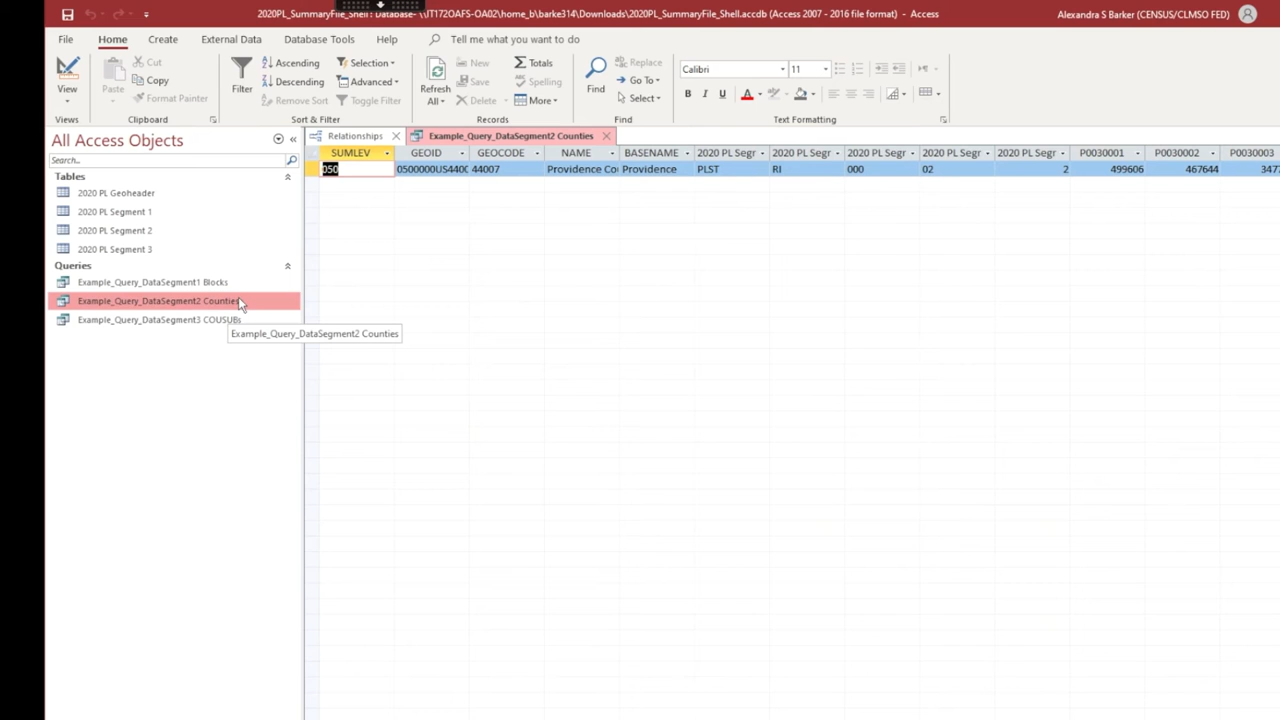 2020PL_SummaryFile_Shell : Database- \\IT172OAFS-OA02\home_b\barke314\Downloads\2020PL_SummaryFile_Shell.accdb (Access 2007 - 2016 file format) - Access
Alexandra S Barker (CENSUS/CLMSO FED)
File Home Create External Data Database Tools Help Tell me what you want to do
View
Views
Paste
Cut
Copy
Format Painter
Clipboard
Filter
Ascending
Descending
Remove Sort
Selection
Advanced
Toggle Filter
Sort & Filter
Refresh
All
New
Save
Delete
Totals
Spelling
More
Records
Find
Replace
Go To
Select
Find
Calibri 11
B I U A
Text Formatting
All Access Objects
Search...
Tables
2020 PL Geoheader
2020 PL Segment 1
2020 PL Segment 2
2020 PL Segment 3
Queries
Example_Query_DataSegment1 Blocks
Example_Query_DataSegment2 Counties
Example_Query_DataSegment3 COUSUBs
Example_Query_DataSegment2 Counties
Relationships Example_Query_DataSegment2 Counties
SUMLEV GEOID GEOCODE NAME BASENAME 2020 PL Segr 2020 PL Segr 2020 PL Segr 2020 PL Segr 2020 PL Segr P0030001 P0030002 P0030003
050 0500000US4400 44007 Providence Cou Providence PLST RI 000 02 2 499606 467644 3477